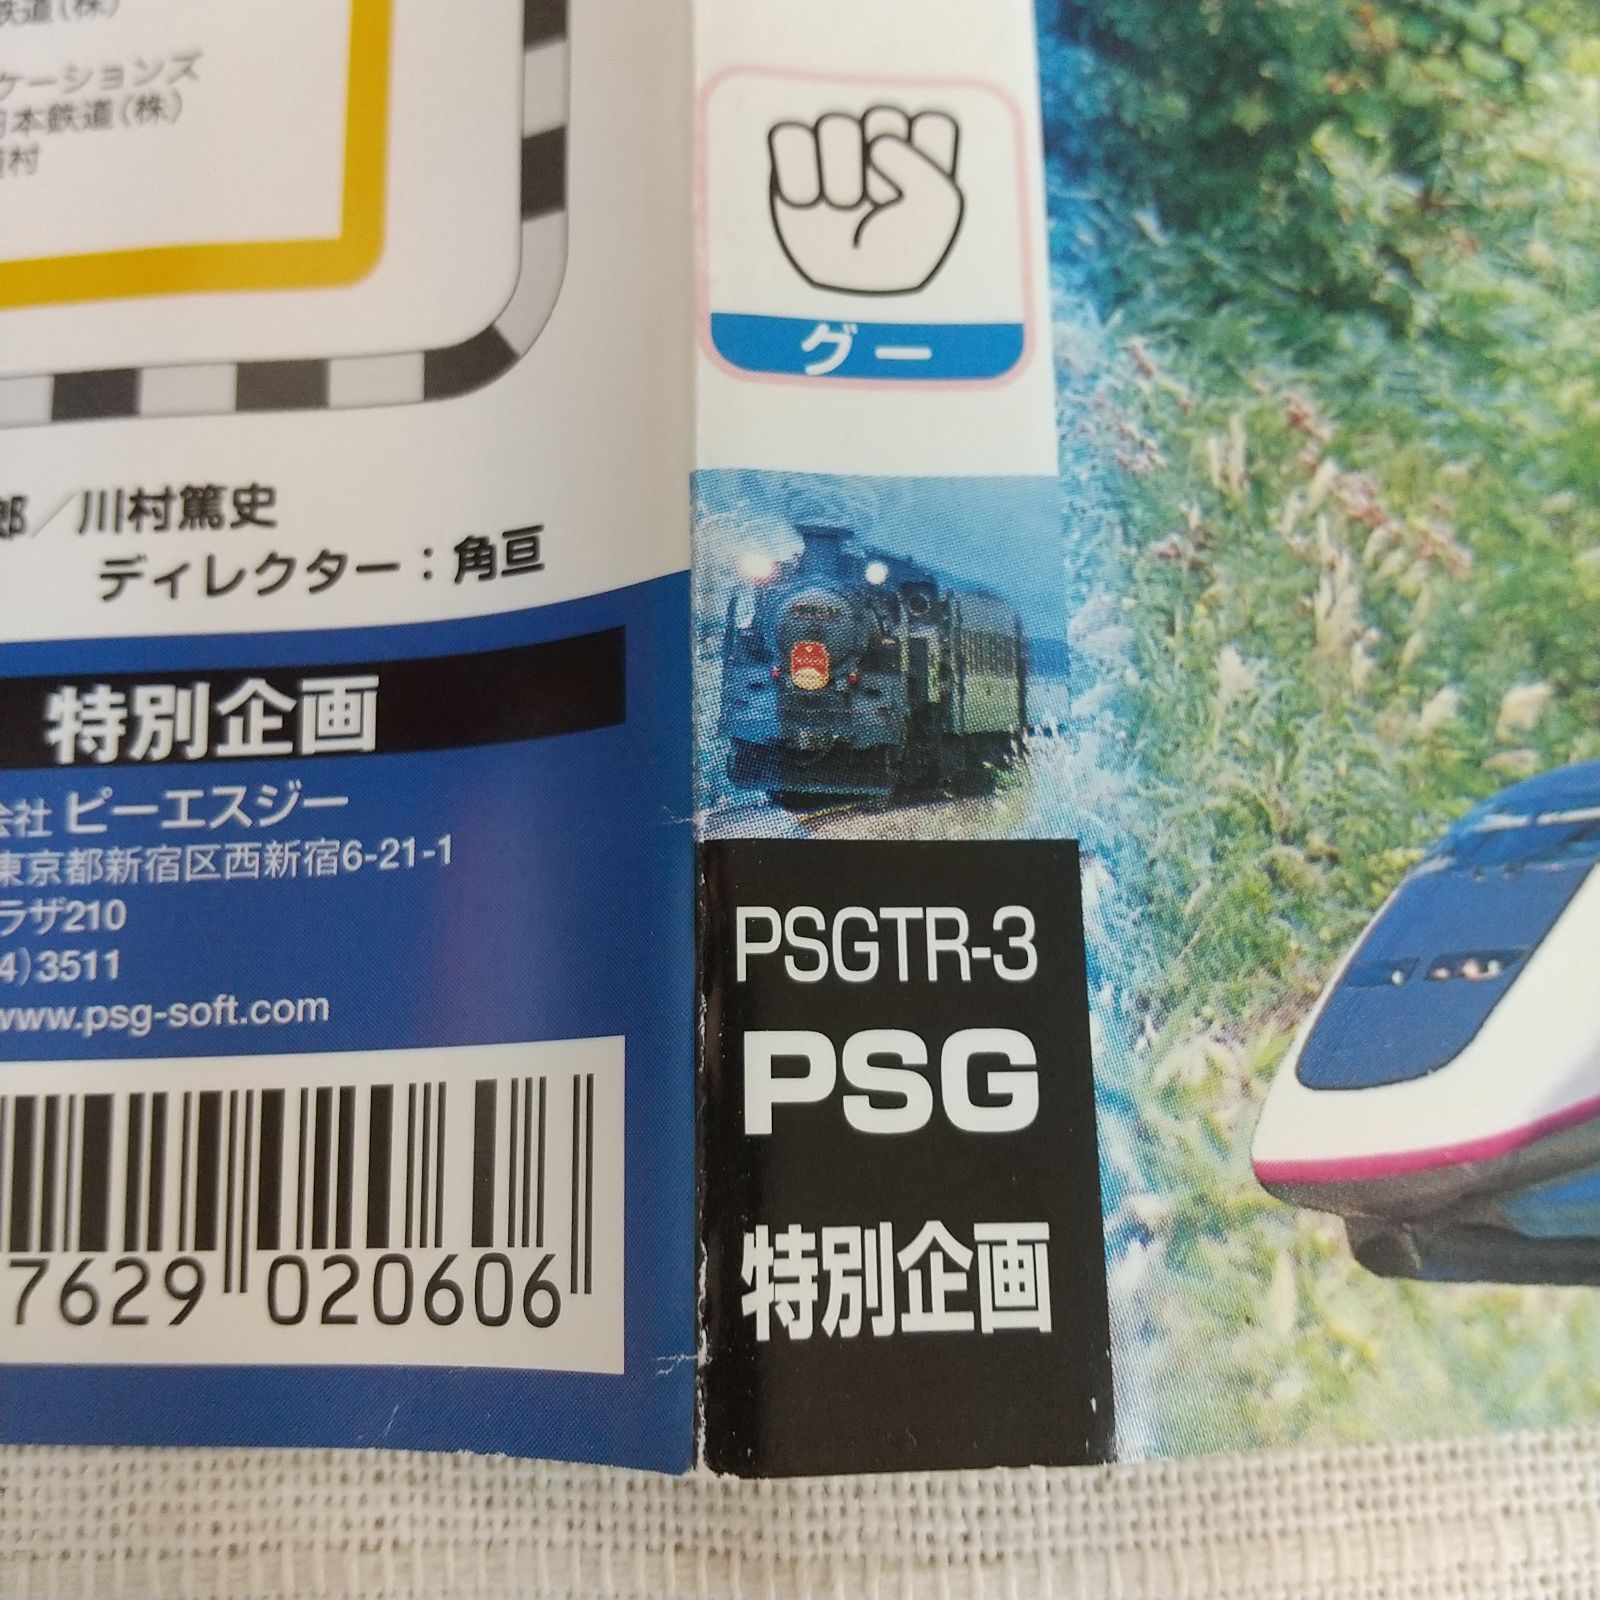 鉄道(株)
ケーションズ
日本鉄道(株)
村
郎／川村篤史
ディレクター：角亘
特別企画
会社 ピーエスジー
東京都新宿区西新宿6-21-1
ラザ210
4)3511
www.psg-soft.com
7629 020606
グー
PSGTR-3
PSG
特別企画